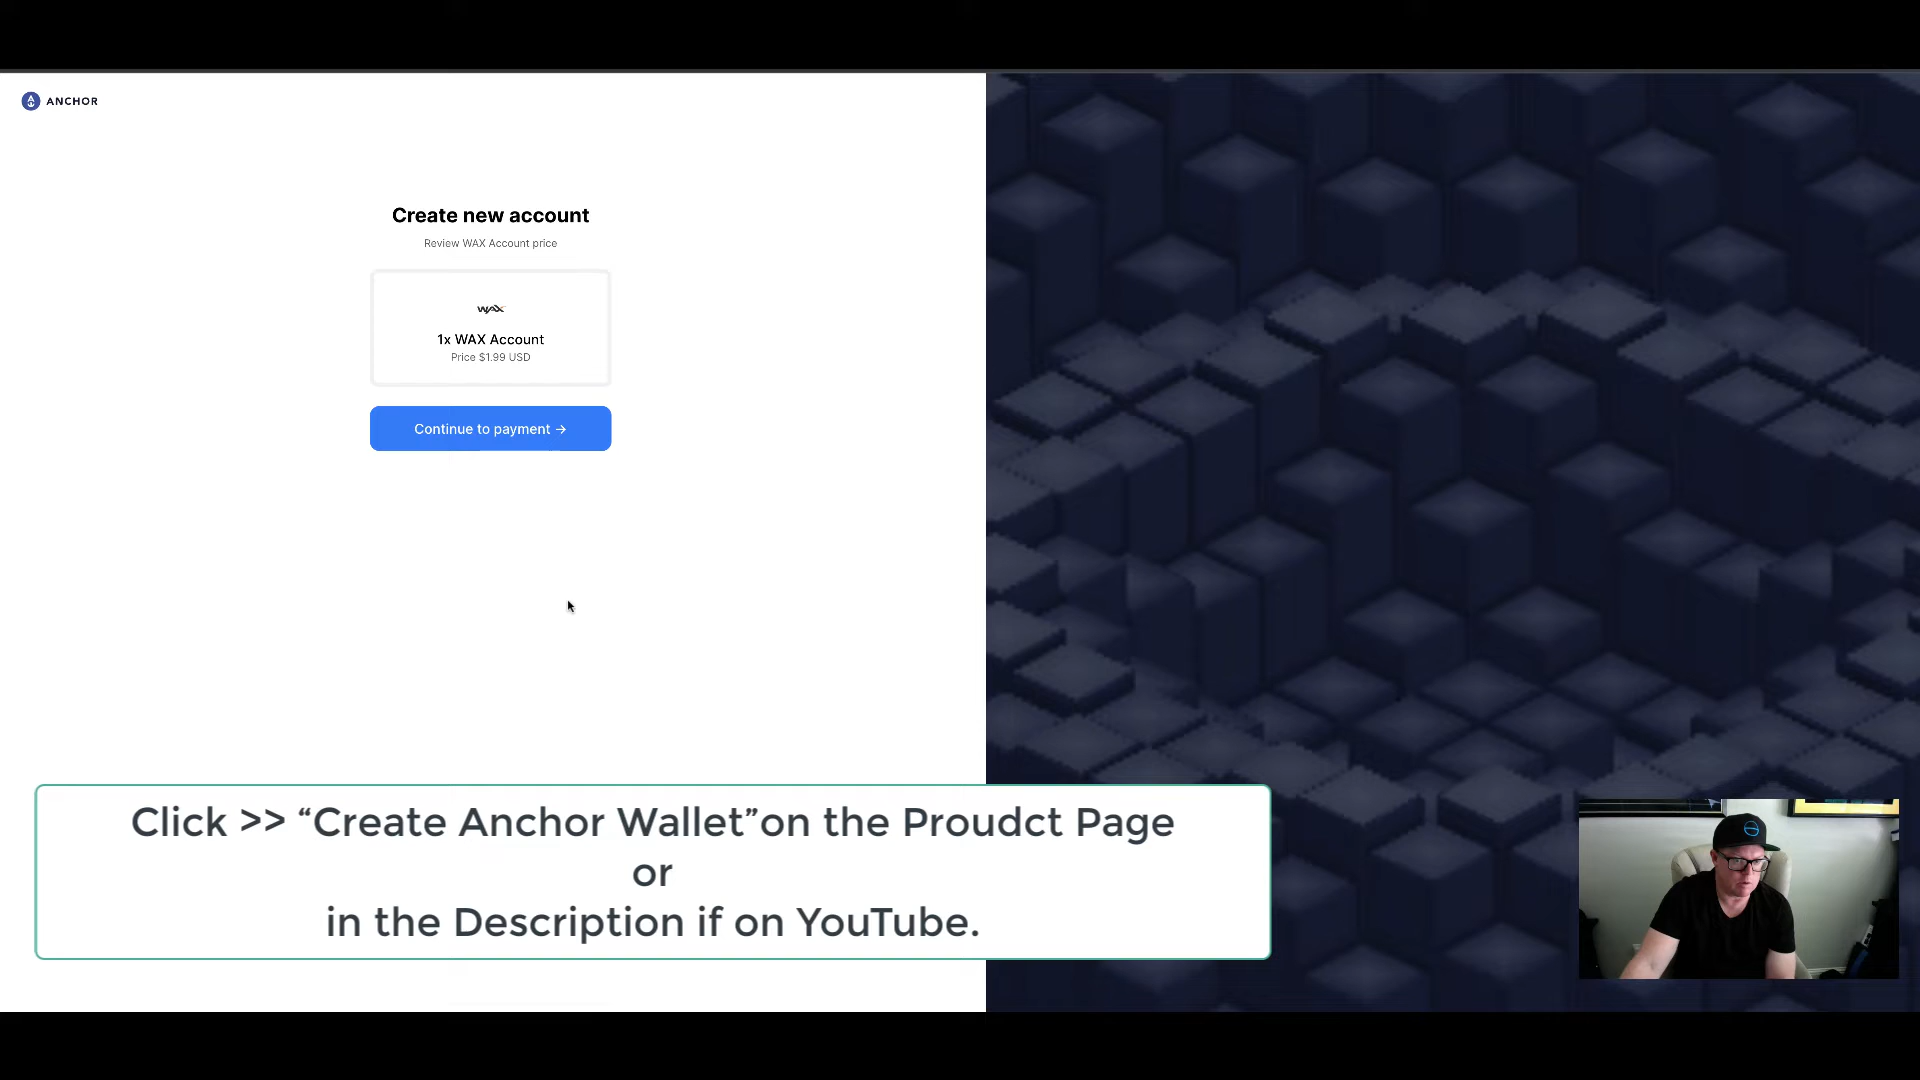 ANCHOR
Create new account
Review WAX Account price
WAX
1x WAX Account
Price $1.99 USD
Continue to payment →
Click >> “Create Anchor Wallet”on the Proudct Page
or
in the Description if on YouTube.